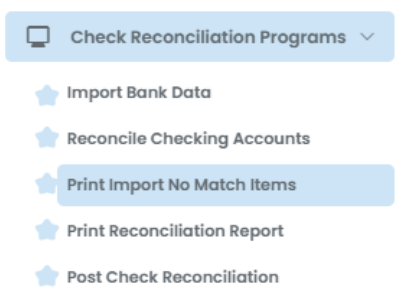 Check Reconciliation Programs
Import Bank Data
Reconcile Checking Accounts
Print Import No Match Items
Print Reconciliation Report
Post Check Reconciliation